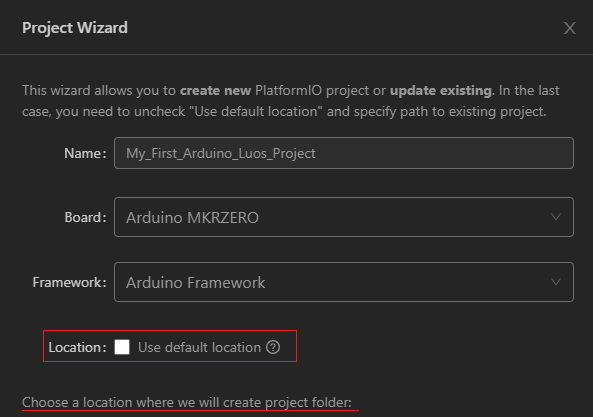 Project Wizard
This wizard allows you to create new PlatformIO project or update existing. In the last
case, you need to uncheck "Use default location" and specify path to existing project.
Name: My_First_Arduino_Luos_Project
Board: Arduino MKRZERO
Framework: Arduino Framework
Location: Use default location ?
Choose a location where we will create project folder: